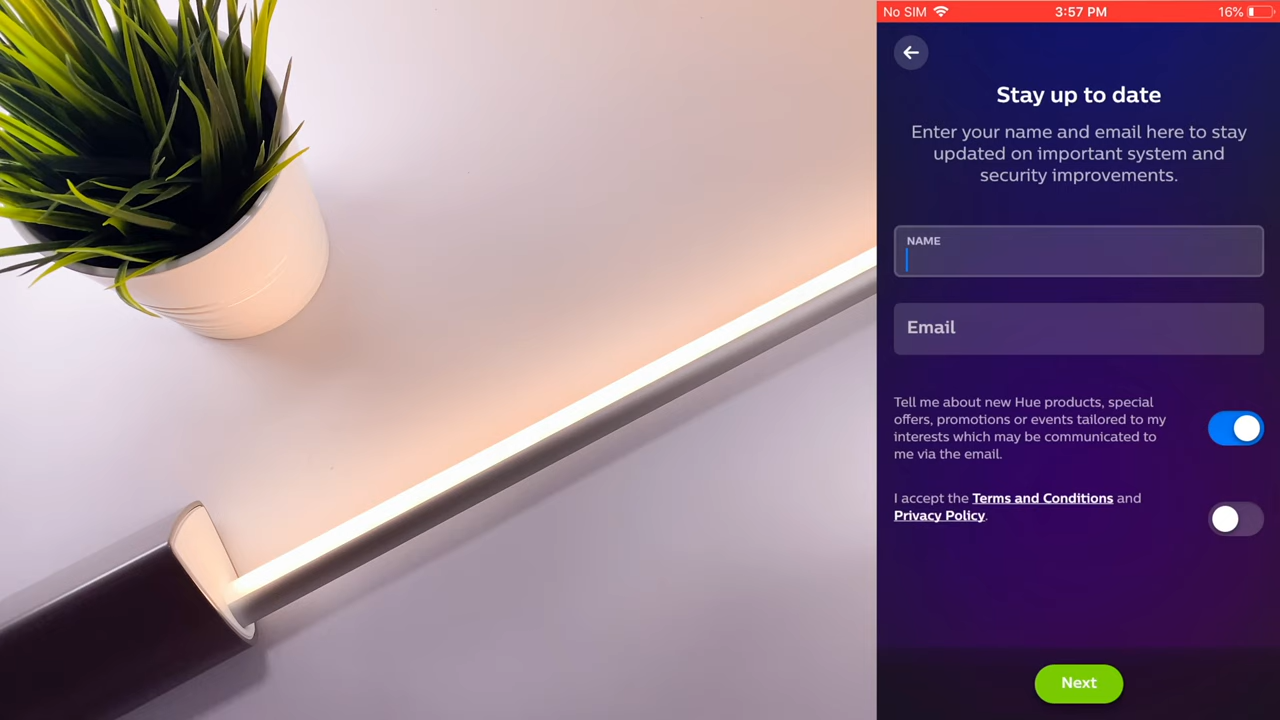 No SIM 3:57 PM 16%
Stay up to date
Enter your name and email here to stay
updated on important system and
security improvements.
NAME
Email
Tell me about new Hue products, special
offers, promotions or events tailored to my
interests which may be communicated to
me via the email.
I accept the Terms and Conditions and
Privacy Policy.
Next